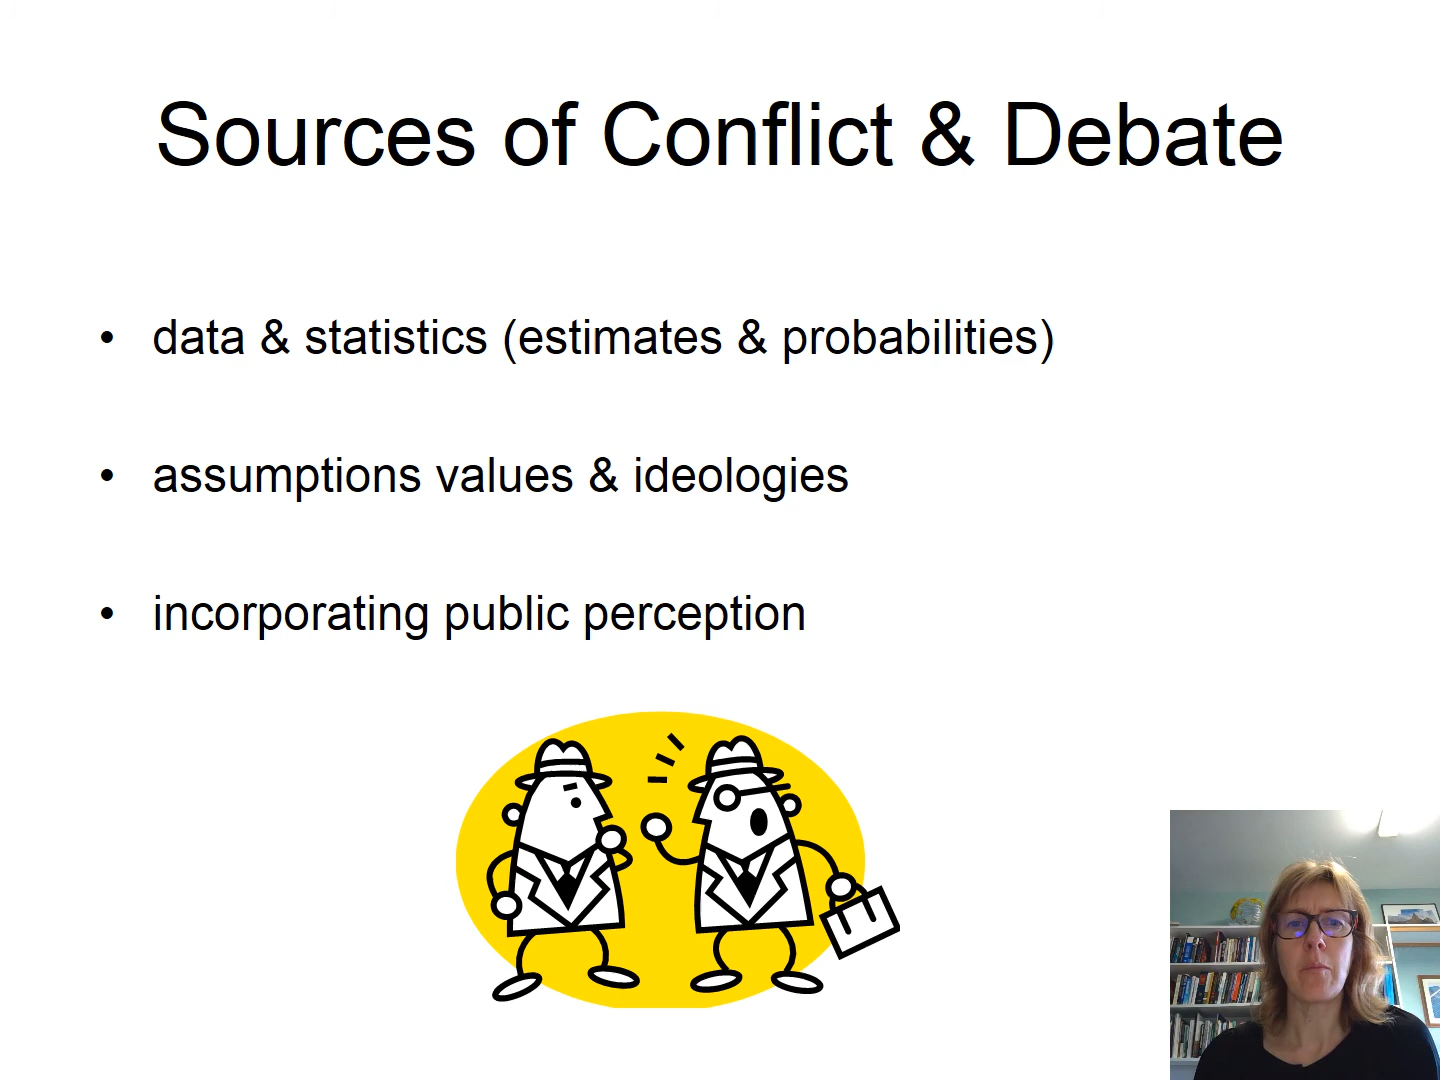 Sources of Conflict & Debate
• data & statistics (estimates & probabilities)
• assumptions values & ideologies
• incorporating public perception